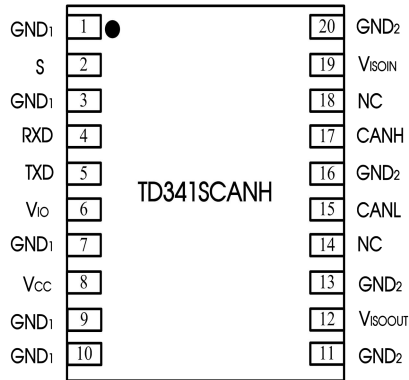 GND1 1 20 GND2
S 2 19 VISOIN
GND1 3 18 NC
RXD 4 17 CANH
TXD 5 16 GND2
TD341SCANH
VIO 6 15 CANL
GND1 7 14 NC
VCC 8 13 GND2
GND1 9 12 VISOOUT
GND1 10 11 GND2